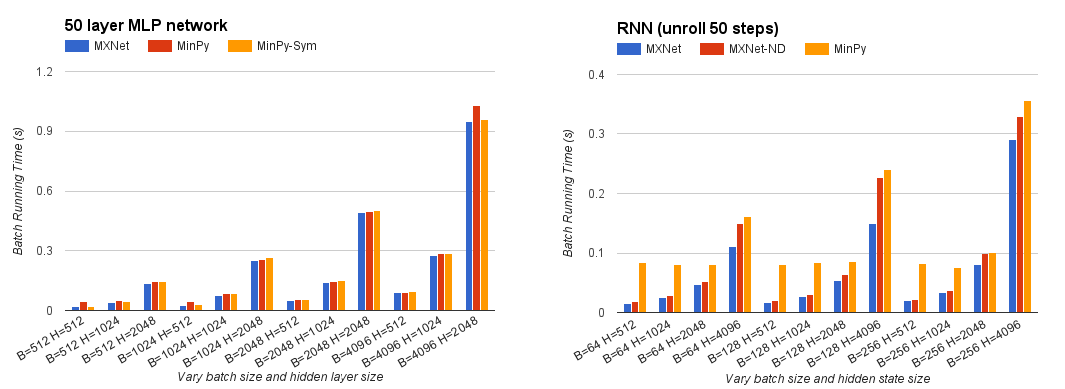 50 layer MLP network
MXNet MinPy MinPy-Sym
1.2
0.9
0.6
0.3
0
Batch Running Time (s)
B=512 H=512
B=512 H=1024
B=512 H=2048
B=1024 H=512
B=1024 H=1024
B=1024 H=2048
B=2048 H=512
B=2048 H=1024
B=2048 H=2048
B=4096 H=512
B=4096 H=1024
B=4096 H=2048
Vary batch size and hidden layer size
RNN (unroll 50 steps)
MXNet MXNet-ND MinPy
0.4
0.3
0.2
0.1
0
Batch Running Time (s)
B=64 H=512
B=64 H=1024
B=64 H=2048
B=64 H=4096
B=128 H=512
B=128 H=1024
B=128 H=2048
B=128 H=4096
B=256 H=512
B=256 H=1024
B=256 H=2048
B=256 H=4096
Vary batch size and hidden state size